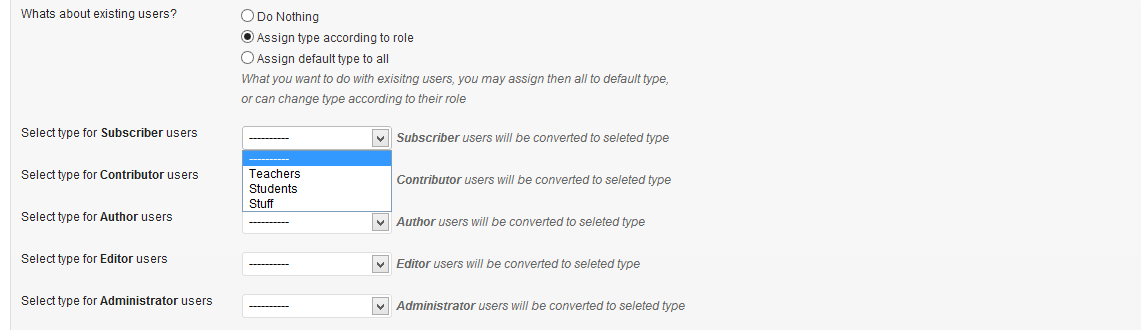 Whats about existing users?
Do Nothing
Assign type according to role
Assign default type to all
What you want to do with exisitng users, you may assign then all to default type,
or can change type according to their role
Select type for Subscriber users
----------
Subscriber users will be converted to seleted type
----------
Teachers
Students
Stuff
Select type for Contributor users
Contributor users will be converted to seleted type
Select type for Author users
----------
Author users will be converted to seleted type
Select type for Editor users
----------
Editor users will be converted to seleted type
Select type for Administrator users
----------
Administrator users will be converted to seleted type